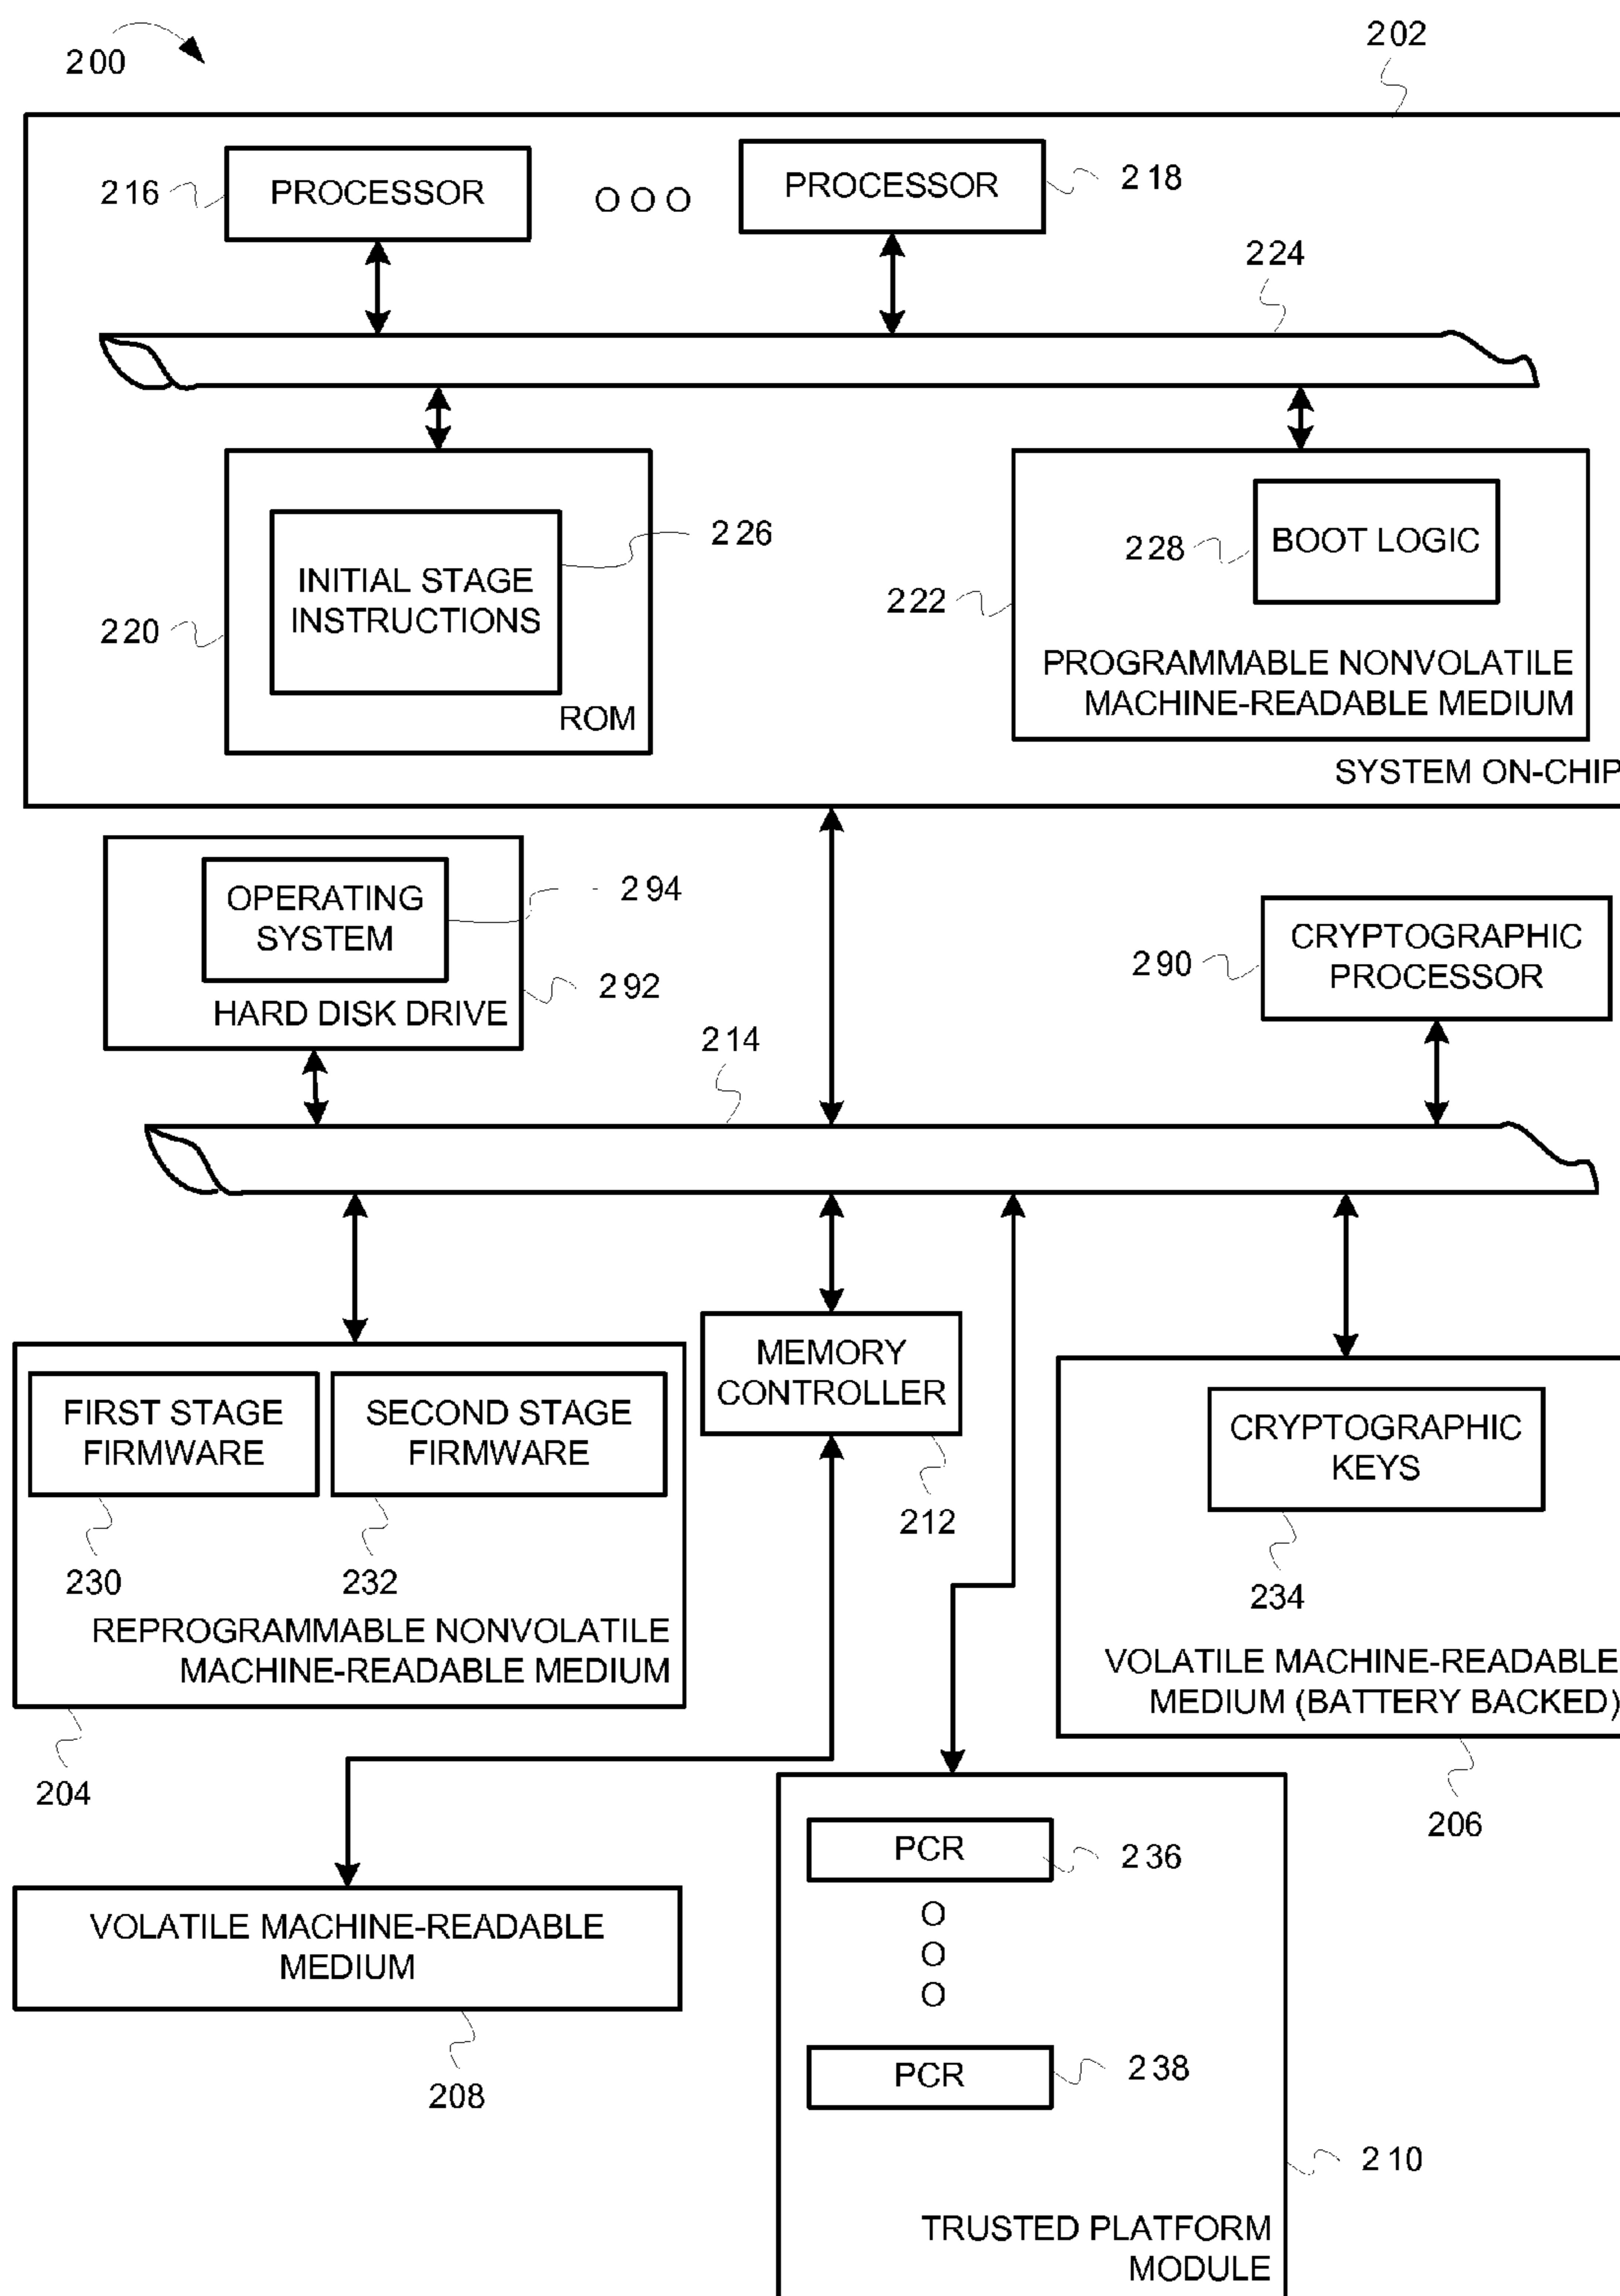 200
202
216
PROCESSOR
PROCESSOR
218
224
INITIAL STAGE
INSTRUCTIONS
226
220
ROM
BOOT LOGIC
228
222
PROGRAMMABLE NONVOLATILE
MACHINE-READABLE MEDIUM
SYSTEM ON-CHIP
OPERATING
SYSTEM
294
292
HARD DISK DRIVE
290
CRYPTOGRAPHIC
PROCESSOR
214
FIRST STAGE
FIRMWARE
SECOND STAGE
FIRMWARE
230
232
REPROGRAMMABLE NONVOLATILE
MACHINE-READABLE MEDIUM
204
MEMORY
CONTROLLER
212
CRYPTOGRAPHIC
KEYS
234
VOLATILE MACHINE-READABLE
MEDIUM (BATTERY BACKED)
206
VOLATILE MACHINE-READABLE
MEDIUM
208
PCR
236
PCR
238
210
TRUSTED PLATFORM
MODULE